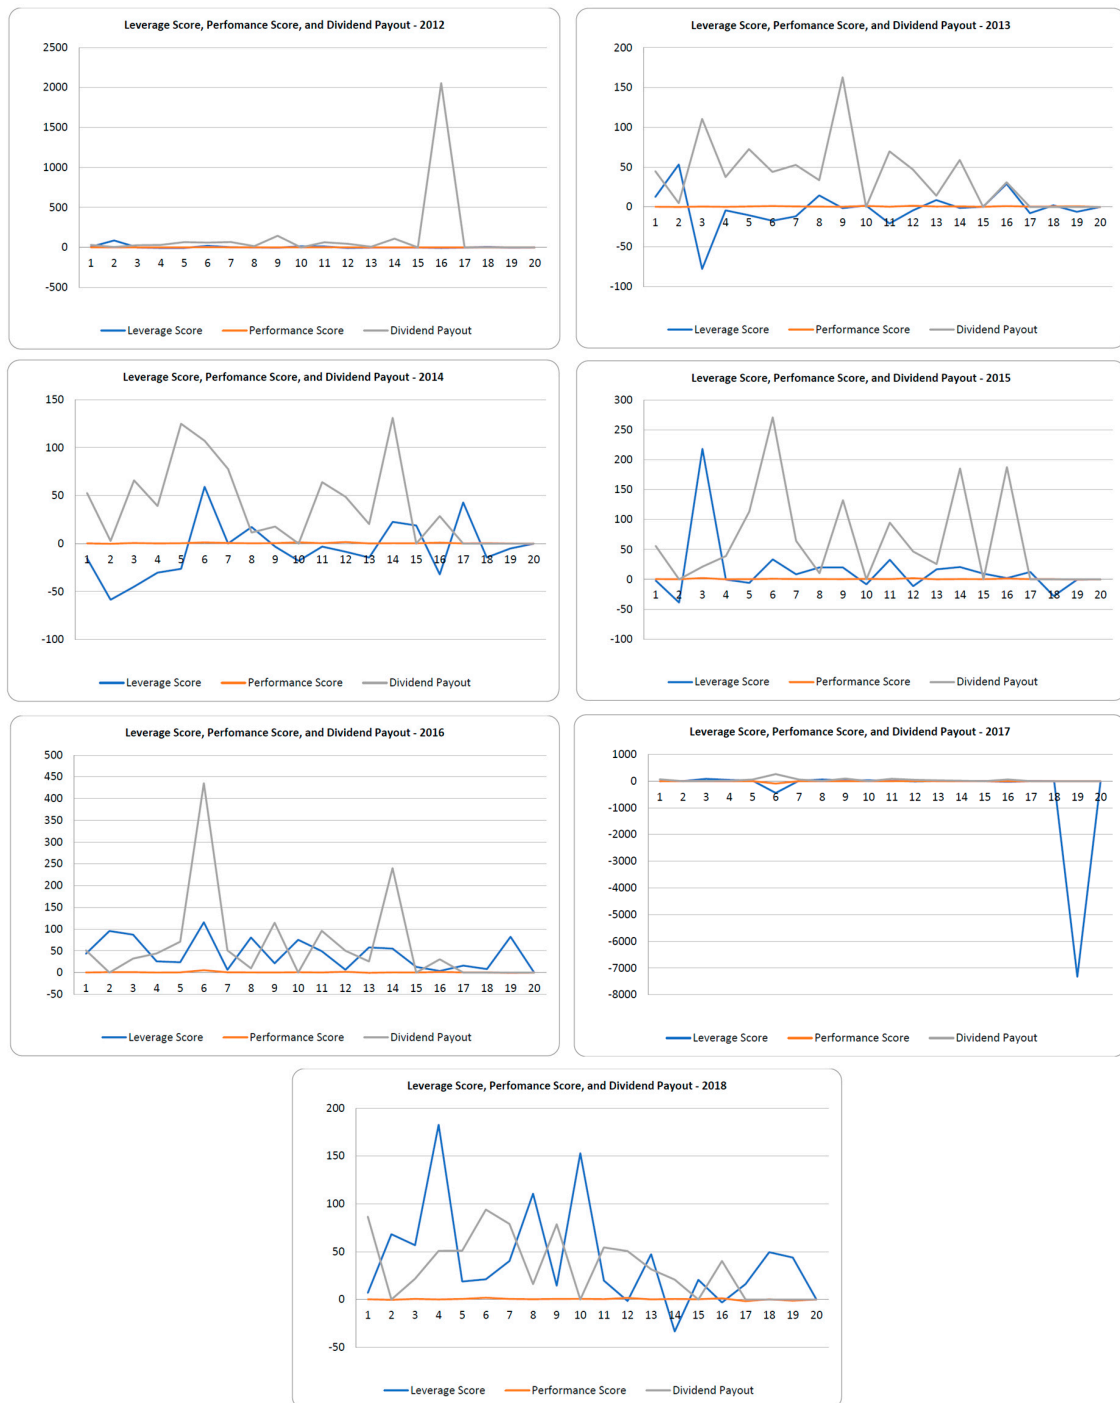 Leverage Score, Perfomance Score, and Dividend Payout - 2012
2500
2000
1500
1000
500
0
-500
1 2 3 4 5 6 7 8 9 10 11 12 13 14 15 16 17 18 19 20
Leverage Score Performance Score Dividend Payout
Leverage Score, Perfomance Score, and Dividend Payout - 2013
200
150
100
50
0
-50
-100
1 2 3 4 5 6 7 8 9 10 11 12 13 14 15 16 17 18 19 20
Leverage Score Performance Score Dividend Payout
Leverage Score, Perfomance Score, and Dividend Payout - 2014
150
100
50
0
-50
-100
1 2 3 4 5 6 7 8 9 10 11 12 13 14 15 16 17 18 19 20
Leverage Score Performance Score Dividend Payout
Leverage Score, Perfomance Score, and Dividend Payout - 2015
300
250
200
150
100
50
0
-50
-100
1 2 3 4 5 6 7 8 9 10 11 12 13 14 15 16 17 18 19 20
Leverage Score Performance Score Dividend Payout
Leverage Score, Perfomance Score, and Dividend Payout - 2016
500
450
400
350
300
250
200
150
100
50
0
-50
1 2 3 4 5 6 7 8 9 10 11 12 13 14 15 16 17 18 19 20
Leverage Score Performance Score Dividend Payout
Leverage Score, Perfomance Score, and Dividend Payout - 2017
1000
0
-1000
-2000
-3000
-4000
-5000
-6000
-7000
-8000
1 2 3 4 5 6 7 8 9 10 11 12 13 14 15 16 17 18 19 20
Leverage Score Performance Score Dividend Payout
Leverage Score, Perfomance Score, and Dividend Payout - 2018
200
150
100
50
0
-50
1 2 3 4 5 6 7 8 9 10 11 12 13 14 15 16 17 18 19 20
Leverage Score Performance Score Dividend Payout